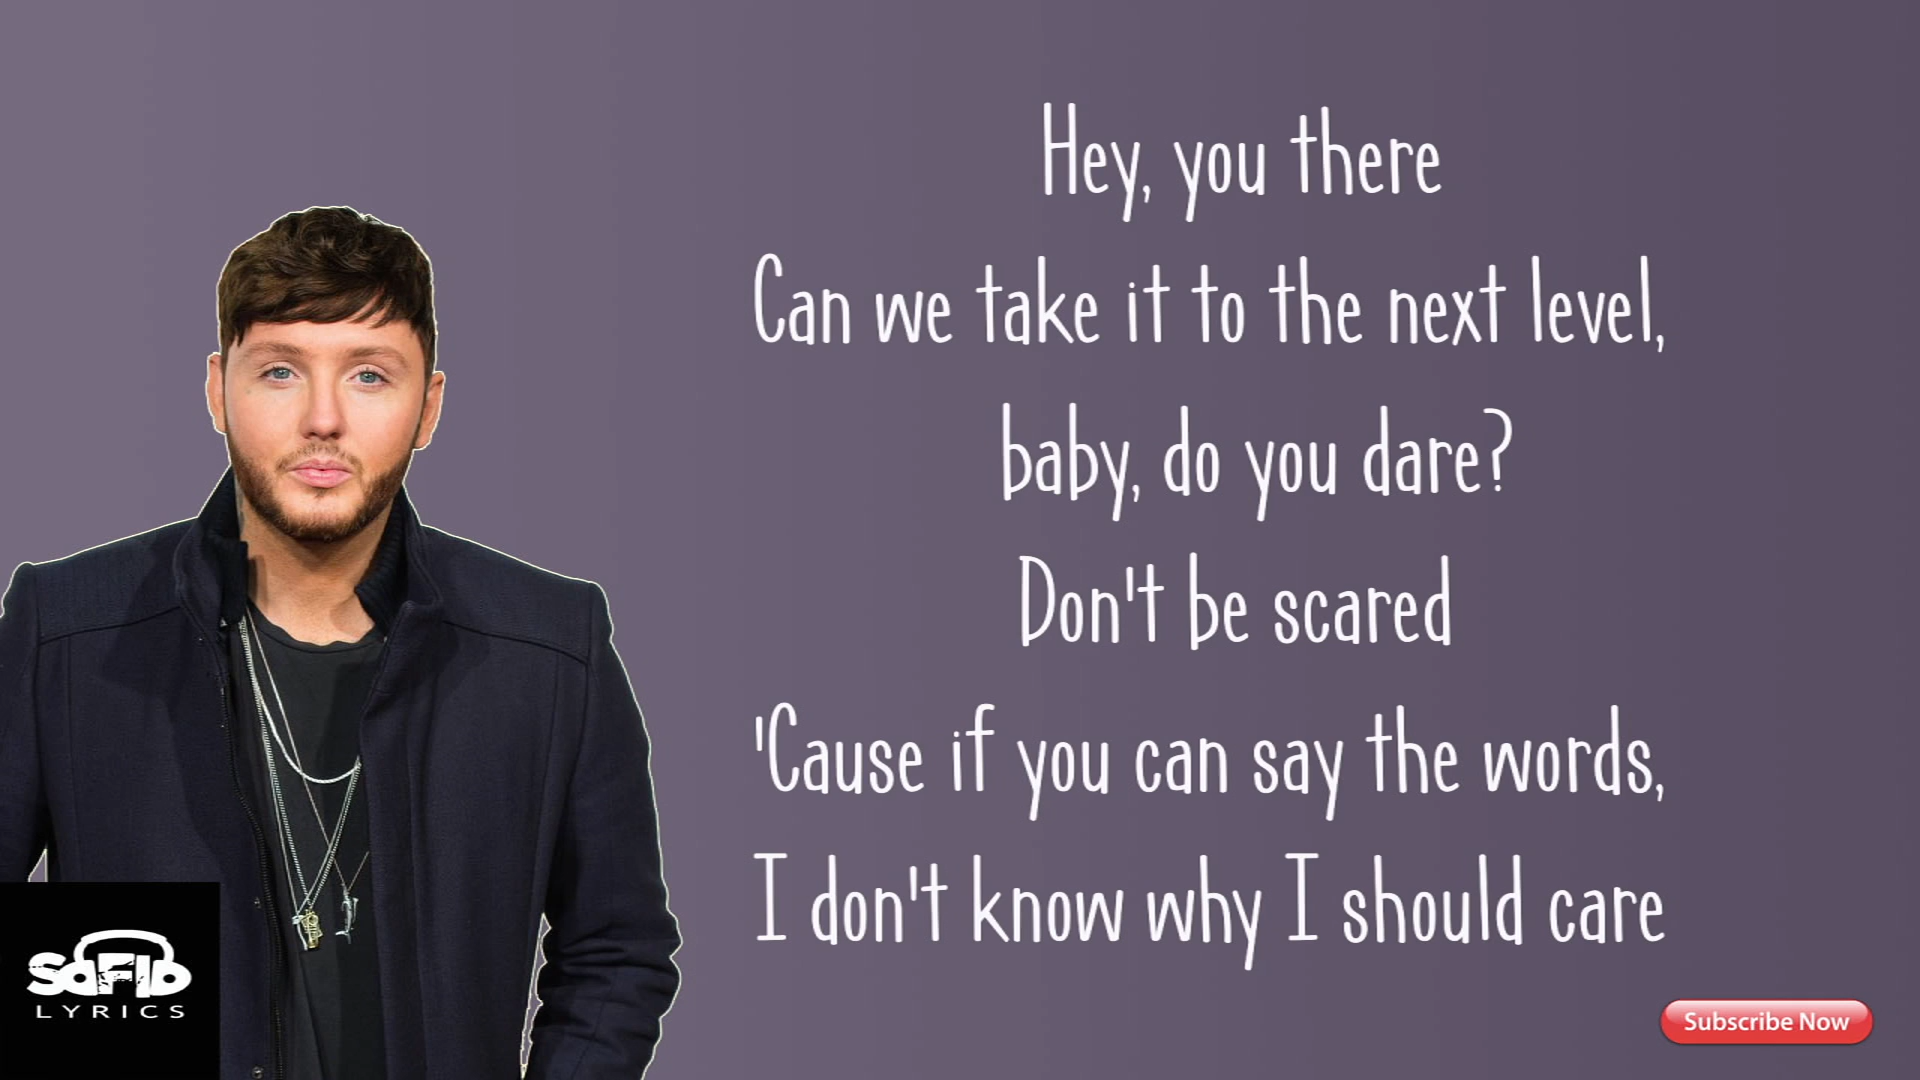 Hey, you there
Can we take it to the next level,
baby, do you dare?
Don't be scared
'Cause if you can say the words,
I don't know why I should care
SaFlo
LYRICS
Subscribe Now